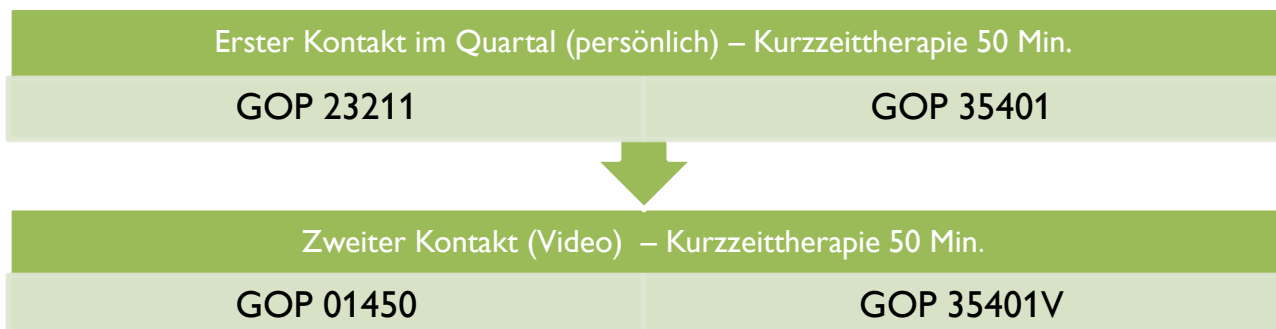 Erster Kontakt im Quartal (persönlich) – Kurzzeittherapie 50 Min.
GOP 23211 GOP 35401
Zweiter Kontakt (Video) – Kurzzeittherapie 50 Min.
GOP 01450 GOP 35401V